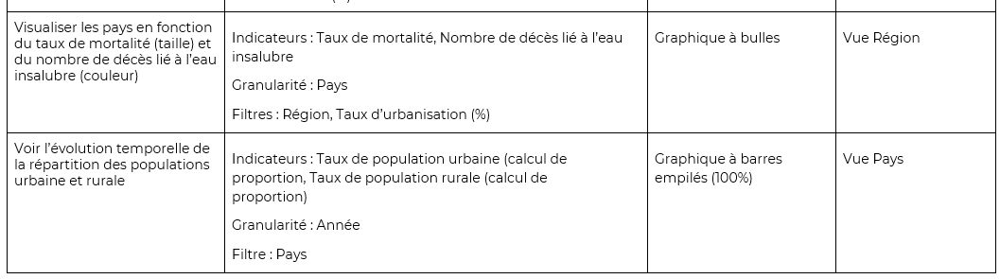 Visualiser les pays en fonction
du taux de mortalité (taille) et
du nombre de décès lié à l’eau
insalubre (couleur)
Indicateurs : Taux de mortalité, Nombre de décès lié à l’eau
insalubre
Granularité : Pays
Filtres : Région, Taux d’urbanisation (%)
Graphique à bulles
Vue Région
Voir l’évolution temporelle de
la répartition des populations
urbaine et rurale
Indicateurs : Taux de population urbaine (calcul de
proportion, Taux de population rurale (calcul de
proportion)
Granularité : Année
Filtre : Pays
Graphique à barres
empilés (100%)
Vue Pays